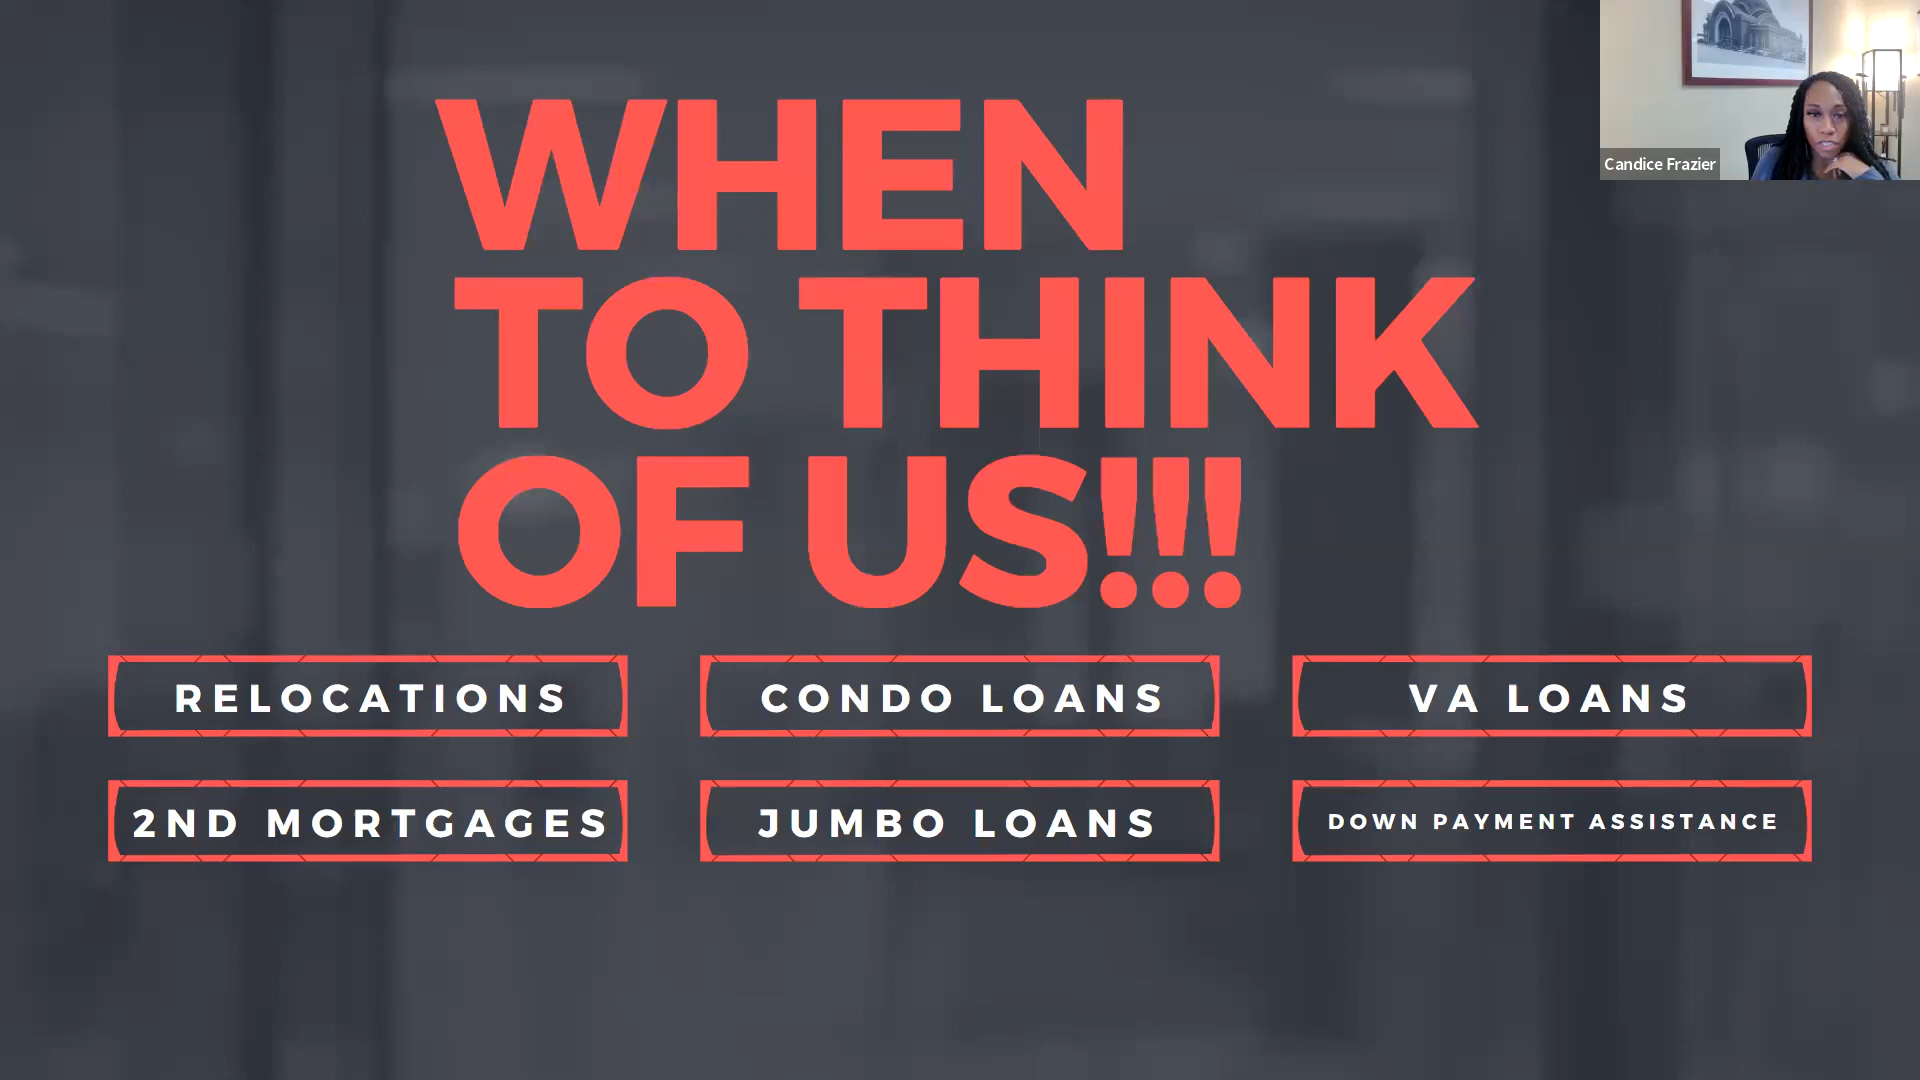 Candice Frazier
WHEN
TO THINK
OF US!!!
RELOCATIONS
CONDO LOANS
VA LOANS
2ND MORTGAGES
JUMBO LOANS
DOWN PAYMENT ASSISTANCE